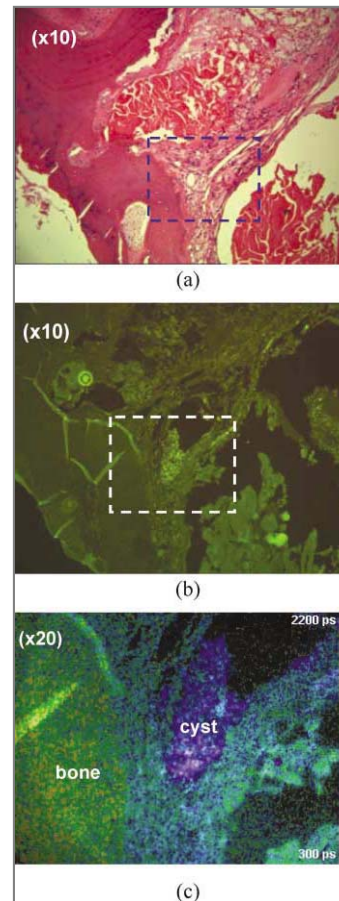 (x10)
(a)
(x10)
(b)
(x20)
2200 ps
cyst
bone
300 ps
(c)